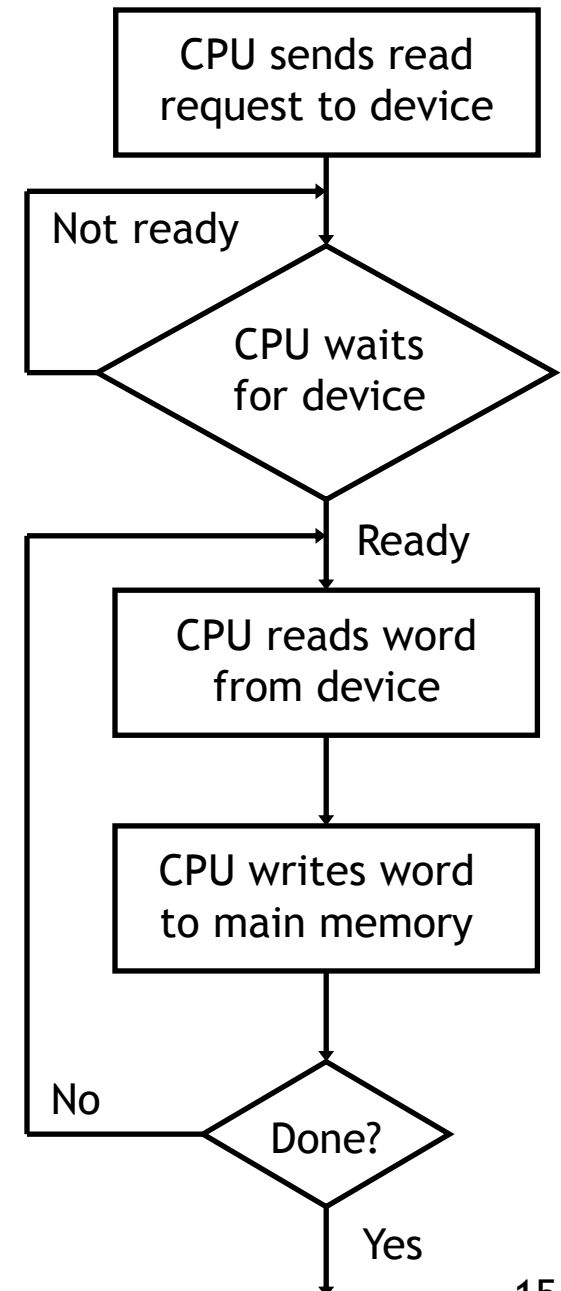 CPU sends read
request to device
Not ready
CPU waits
for device
Ready
CPU reads word
from device
CPU writes word
to main memory
No
Done?
Yes
15